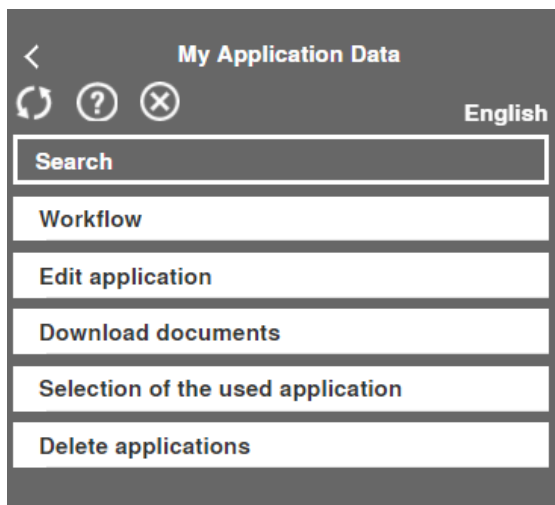 My Application Data
English
Search
Workflow
Edit application
Download documents
Selection of the used application
Delete applications